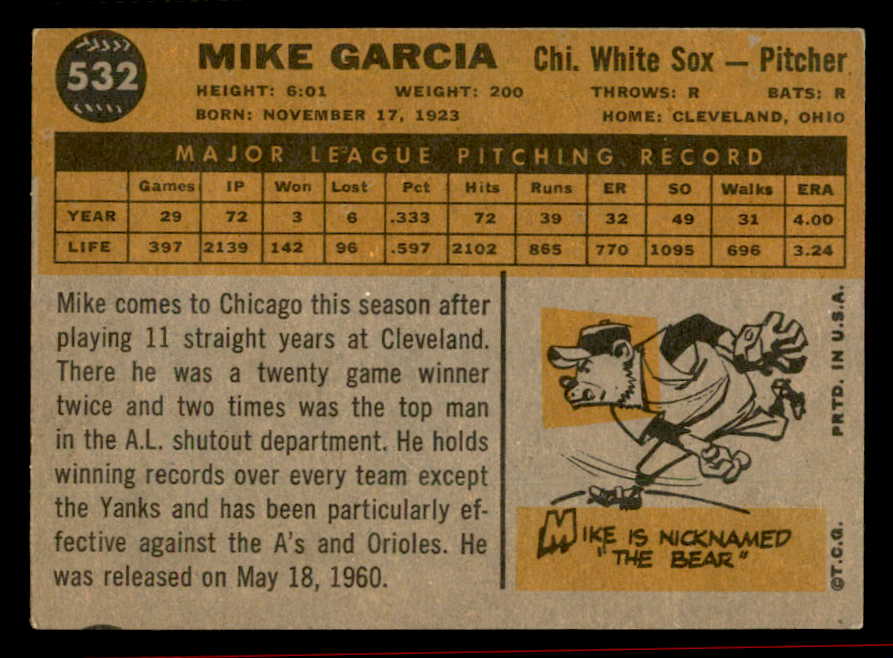 532
MIKE GARCIA Chi. White Sox — Pitcher
HEIGHT: 6:01 WEIGHT: 200 THROWS: R BATS: R
BORN: NOVEMBER 17, 1923 HOME: CLEVELAND, OHIO
MAJOR LEAGUE PITCHING RECORD
Games IP Won Lost Pct Hits Runs ER SO Walks ERA
YEAR 29 72 3 6 .333 72 39 32 49 31 4.00
LIFE 397 2139 142 96 .597 2102 865 770 1095 696 3.24
Mike comes to Chicago this season after
playing 11 straight years at Cleveland.
There he was a twenty game winner
twice and two times was the top man
in the A.L. shutout department. He holds
winning records over every team except
the Yanks and has been particularly ef-
fective against the A's and Orioles. He
was released on May 18, 1960.
MIKE IS NICKNAMED
"THE BEAR"
PRTD. IN U.S.A.
©T.C.G.